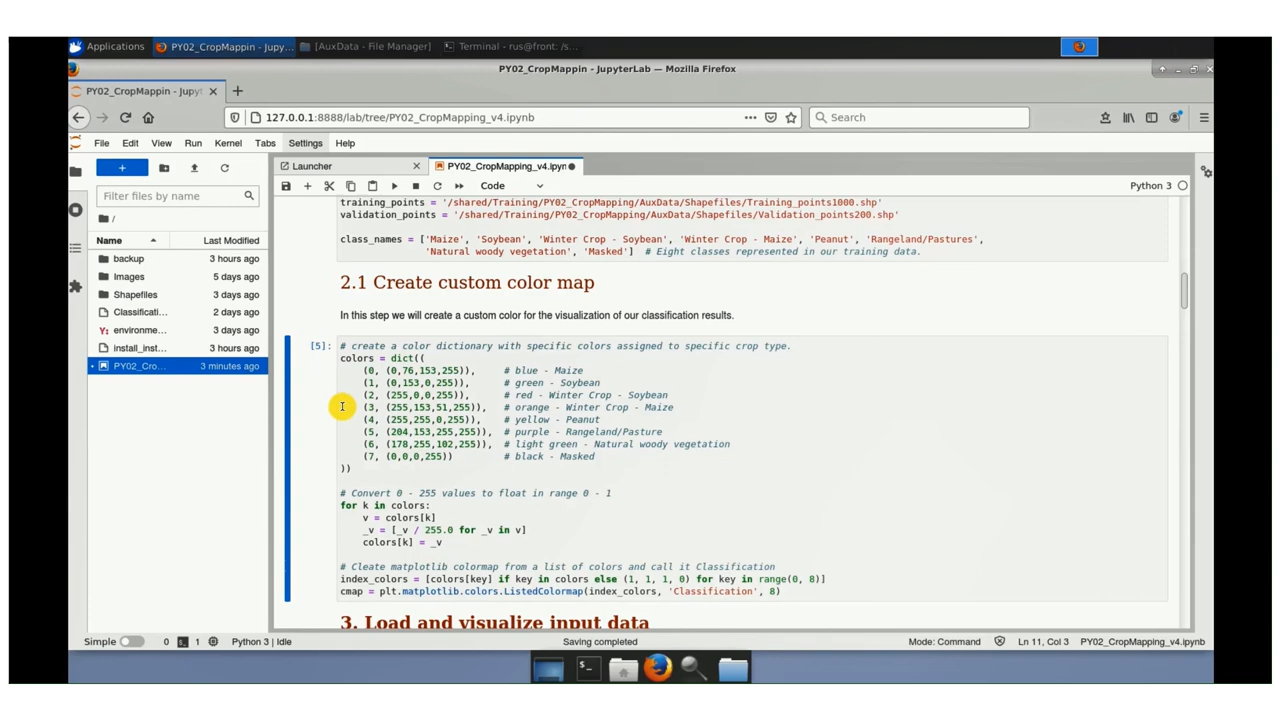 Applications PY02_CropMappin - Jupy... [AuxData - File Manager] Terminal - rus@front: /s...
PY02_CropMappin - JupyterLab — Mozilla Firefox
PY02_CropMappin - Jupyt
127.0.0.1:8888/lab/tree/PY02_CropMapping_v4.ipynb Search
File Edit View Run Kernel Tabs Settings Help
Launcher PY02_CropMapping_v4.ipyn
Code Python 3
Filter files by name
/
Name Last Modified
backup 3 hours ago
Images 5 days ago
Shapefiles 3 days ago
Classificati... 2 days ago
Y: environme... 3 days ago
install_inst... 3 hours ago
PY02_Cro... 3 minutes ago
training_points = '/shared/Training/PY02_CropMapping/AuxData/Shapefiles/Training_points1000.shp'
validation_points = '/shared/Training/PY02_CropMapping/AuxData/Shapefiles/Validation_points200.shp'
class_names = ['Maize', 'Soybean', 'Winter Crop - Soybean', 'Winter Crop - Maize', 'Peanut', 'Rangeland/Pastures',
'Natural woody vegetation', 'Masked'] # Eight classes represented in our training data.
2.1 Create custom color map
In this step we will create a custom color for the visualization of our classification results.
[5]: # create a color dictionary with specific colors assigned to specific crop type.
colors = dict((
(0, (0,76,153,255)), # blue - Maize
(1, (0,153,0,255)), # green - Soybean
(2, (255,0,0,255)), # red - Winter Crop - Soybean
(3, (255,153,51,255)), # orange - Winter Crop - Maize
(4, (255,255,0,255)), # yellow - Peanut
(5, (204,153,255,255)), # purple - Rangeland/Pasture
(6, (178,255,102,255)), # light green - Natural woody vegetation
(7, (0,0,0,255)) # black - Masked
))
# Convert 0 - 255 values to float in range 0 - 1
for k in colors:
v = colors[k]
_v = [_v / 255.0 for _v in v]
colors[k] = _v
# Cleate matplotlib colormap from a list of colors and call it Classification
index_colors = [colors[key] if key in colors else (1, 1, 1, 0) for key in range(0, 8)]
cmap = plt.matplotlib.colors.ListedColormap(index_colors, 'Classification', 8)
3. Load and visualize input data
Simple 0 1 Python 3 | Idle Saving completed Mode: Command Ln 11, Col 3 PY02_CropMapping_v4.ipynb